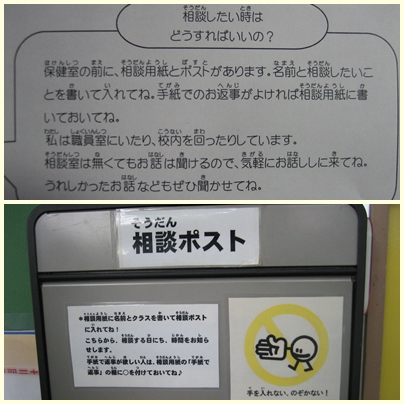 相談したい時は
どうすればいいの？
保健室の前に、相談用紙とポストがあります。名前と相談したいこ
とを書いて入れてね。手紙でのお返事がよければ相談用紙に書
いておいてね。
私は職員室にいたり、校内を回ったりしています。
相談室は無くてもお話は聞けるので、気軽にお話ししに来てね。
うれしかったお話などもぜひ聞かせてね。
そうだん
相談ポスト
＊相談用紙に名前とクラスを書いて相談ポスト
に入れてね！
こちらから、相談する日にち、時間をお知ら
せします。
手紙で返事が欲しい人は、相談用紙の「手紙で
返事」の横に○を付けておいてね♪
手を入れない、のぞかない！